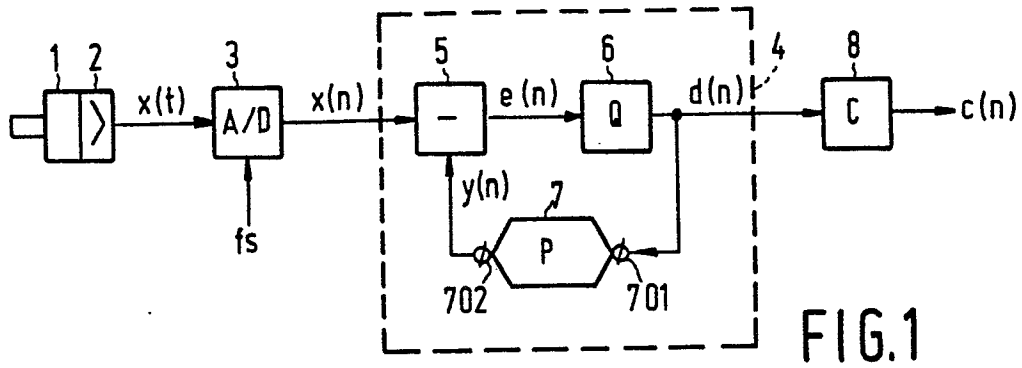 1 2 3 5 6 4 8
x(t) A/D x(n) − e(n) Q d(n) C c(n)
fs y(n) 7
P
702 701
FIG.1